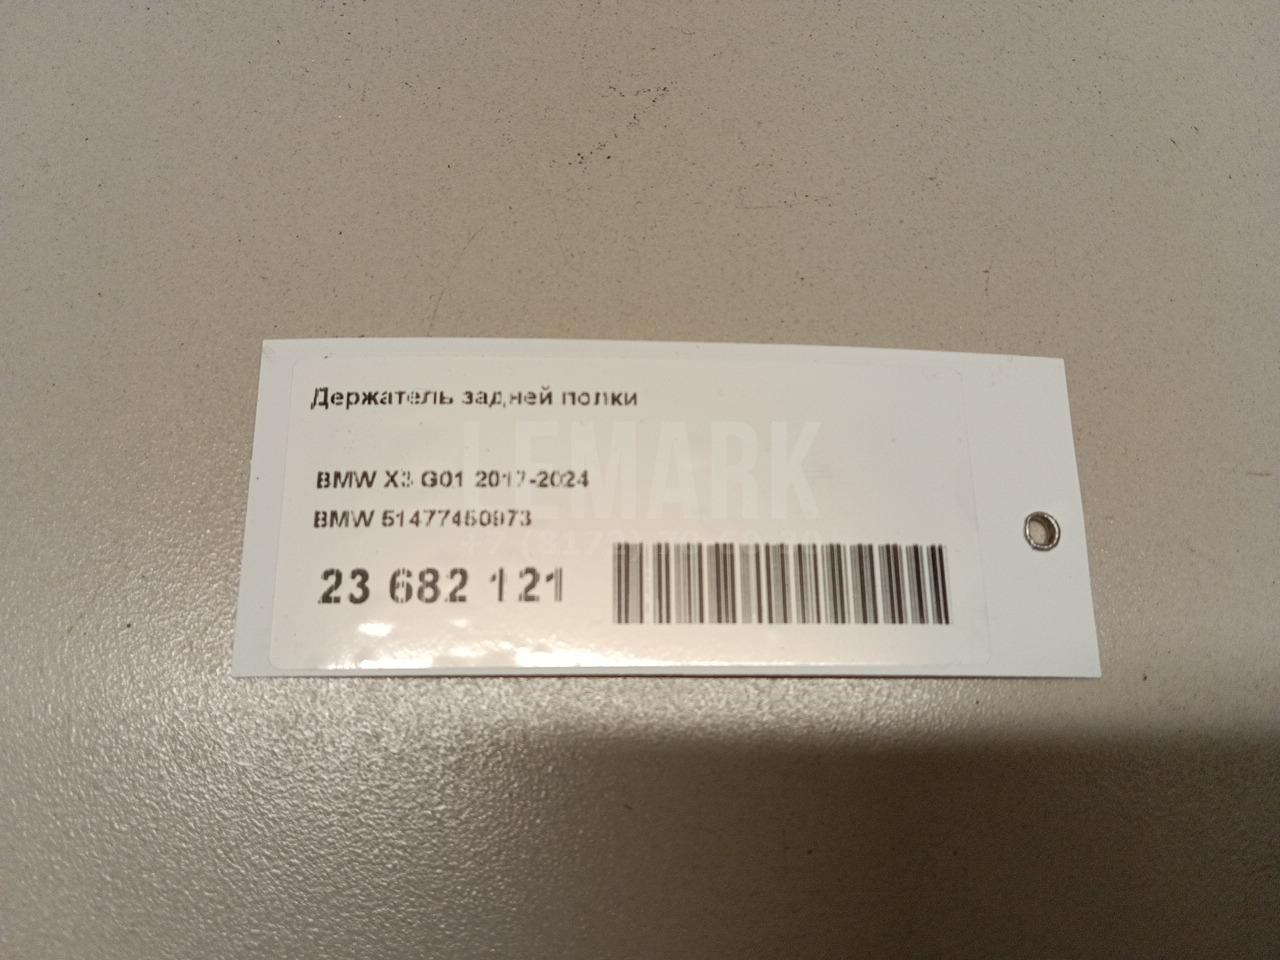 Держатель задней полки
LEMARK
BMW X3 G01 2017-2024
BMW 51477450973
23 682 121